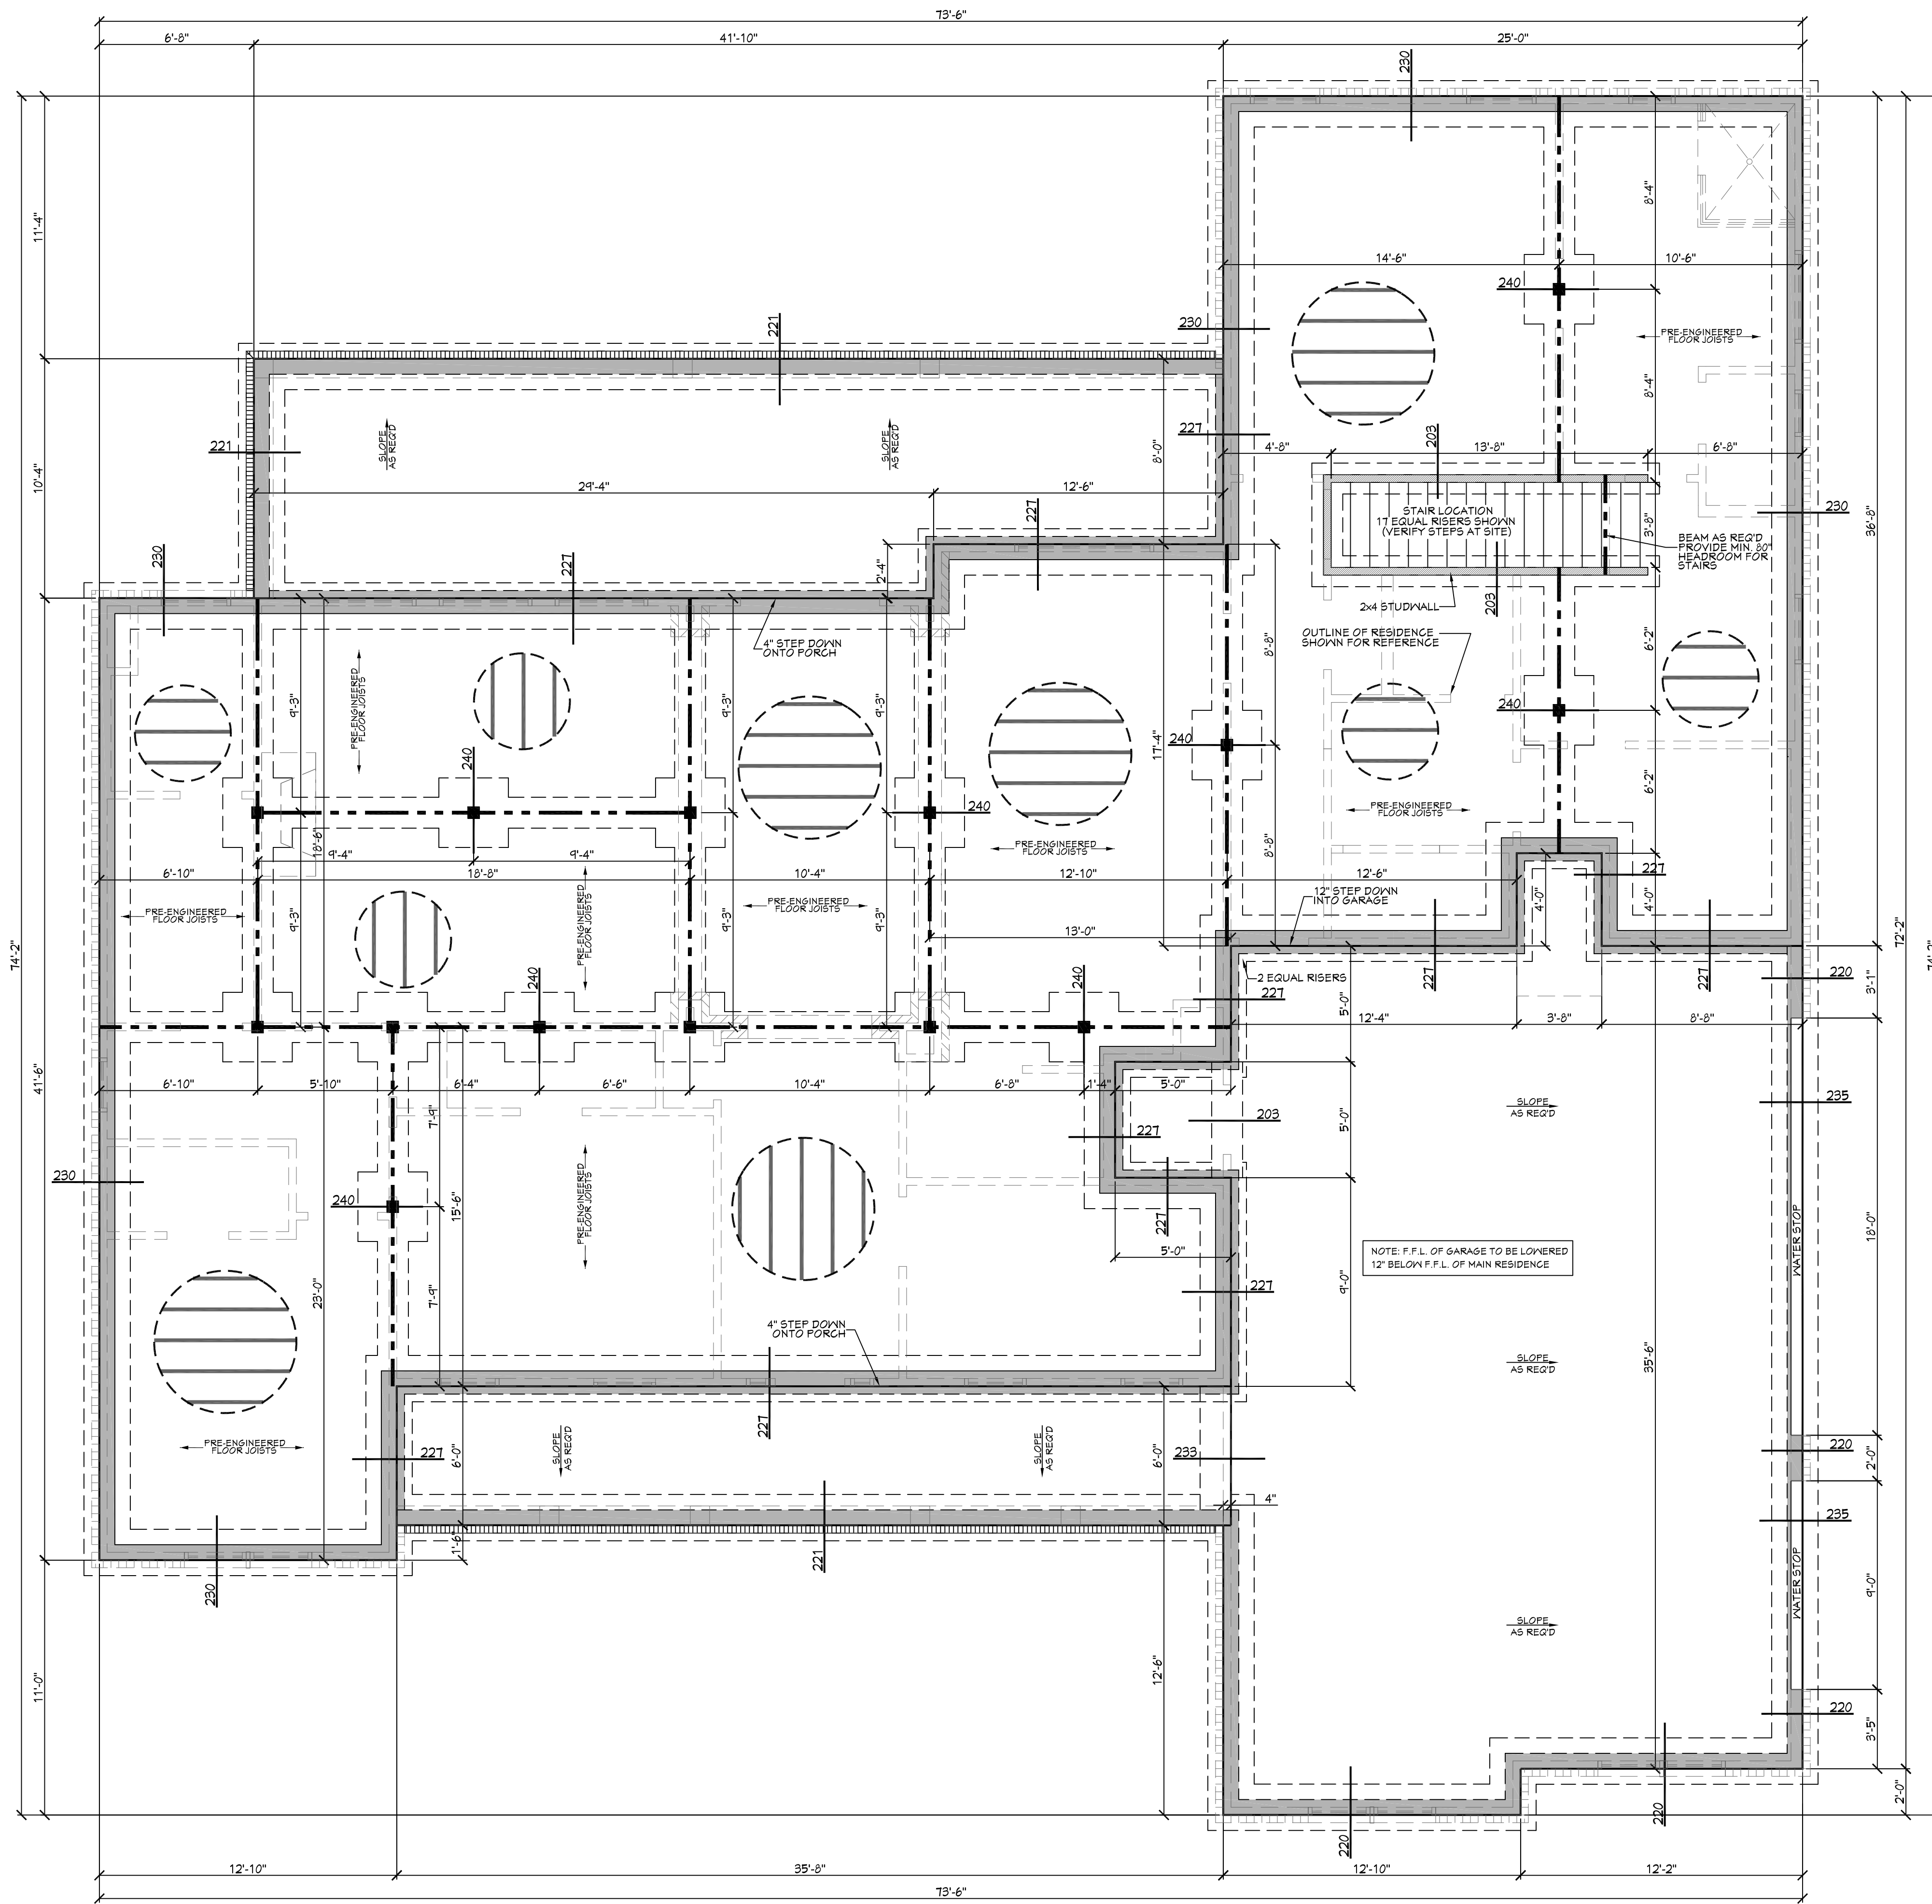 73'-6"
6'-8"
41'-10"
25'-0"
230
11'-4"
8'-4"
14'-6"
10'-6"
240
221
230
PRE-ENGINEERED
FLOOR JOISTS
8'-4"
36'-8"
221
SLOPE
AS REQ'D
SLOPE
AS REQ'D
8'-0"
227
203
4'-8"
13'-8"
6'-8"
10'-4"
29'-4"
12'-6"
227
STAIR LOCATION
17 EQUAL RISERS SHOWN
(VERIFY STEPS AT SITE)
3'-8"
230
BEAM AS REQ'D
PROVIDE MIN. 80"
HEADROOM FOR
STAIRS
230
227
2'-4"
2x4 STUDWALL
203
4" STEP DOWN
ONTO PORCH
OUTLINE OF RESIDENCE
SHOWN FOR REFERENCE
8'-8"
6'-2"
PRE-ENGINEERED
FLOOR JOISTS
9'-3"
9'-3"
9'-3"
17'-4"
240
240
240
240
PRE-ENGINEERED
FLOOR JOISTS
6'-2"
18'-6"
PRE-ENGINEERED
FLOOR JOISTS
8'-8"
9'-4"
9'-4"
6'-10"
18'-8"
10'-4"
12'-10"
12'-6"
227
12" STEP DOWN
INTO GARAGE
4'-0"
4'-0"
PRE-ENGINEERED
FLOOR JOISTS
9'-3"
PRE-ENGINEERED
FLOOR JOISTS
9'-3"
PRE-ENGINEERED
FLOOR JOISTS
9'-3"
13'-0"
74'-2"
72'-2"
74'-2"
240
240
2 EQUAL RISERS
227
227
227
220
3'-1"
5'-0"
12'-4"
3'-8"
8'-8"
41'-6"
6'-10"
5'-10"
6'-4"
6'-6"
10'-4"
6'-8"
1'-4"
5'-0"
7'-9"
203
5'-0"
SLOPE
AS REQ'D
235
227
230
240
15'-6"
PRE-ENGINEERED
FLOOR JOISTS
227
5'-0"
18'-0"
WATER STOP
NOTE: F.F.L. OF GARAGE TO BE LOWERED
12" BELOW F.F.L. OF MAIN RESIDENCE
23'-0"
7'-9"
227
9'-0"
4" STEP DOWN
ONTO PORCH
35'-6"
SLOPE
AS REQ'D
PRE-ENGINEERED
FLOOR JOISTS
227
6'-0"
227
SLOPE
AS REQ'D
SLOPE
AS REQ'D
6'-0"
233
220
2'-0"
4"
235
1'-6"
221
230
9'-0"
WATER STOP
SLOPE
AS REQ'D
11'-0"
12'-6"
220
3'-5"
2'-0"
220
220
12'-10"
35'-8"
12'-10"
12'-2"
73'-6"